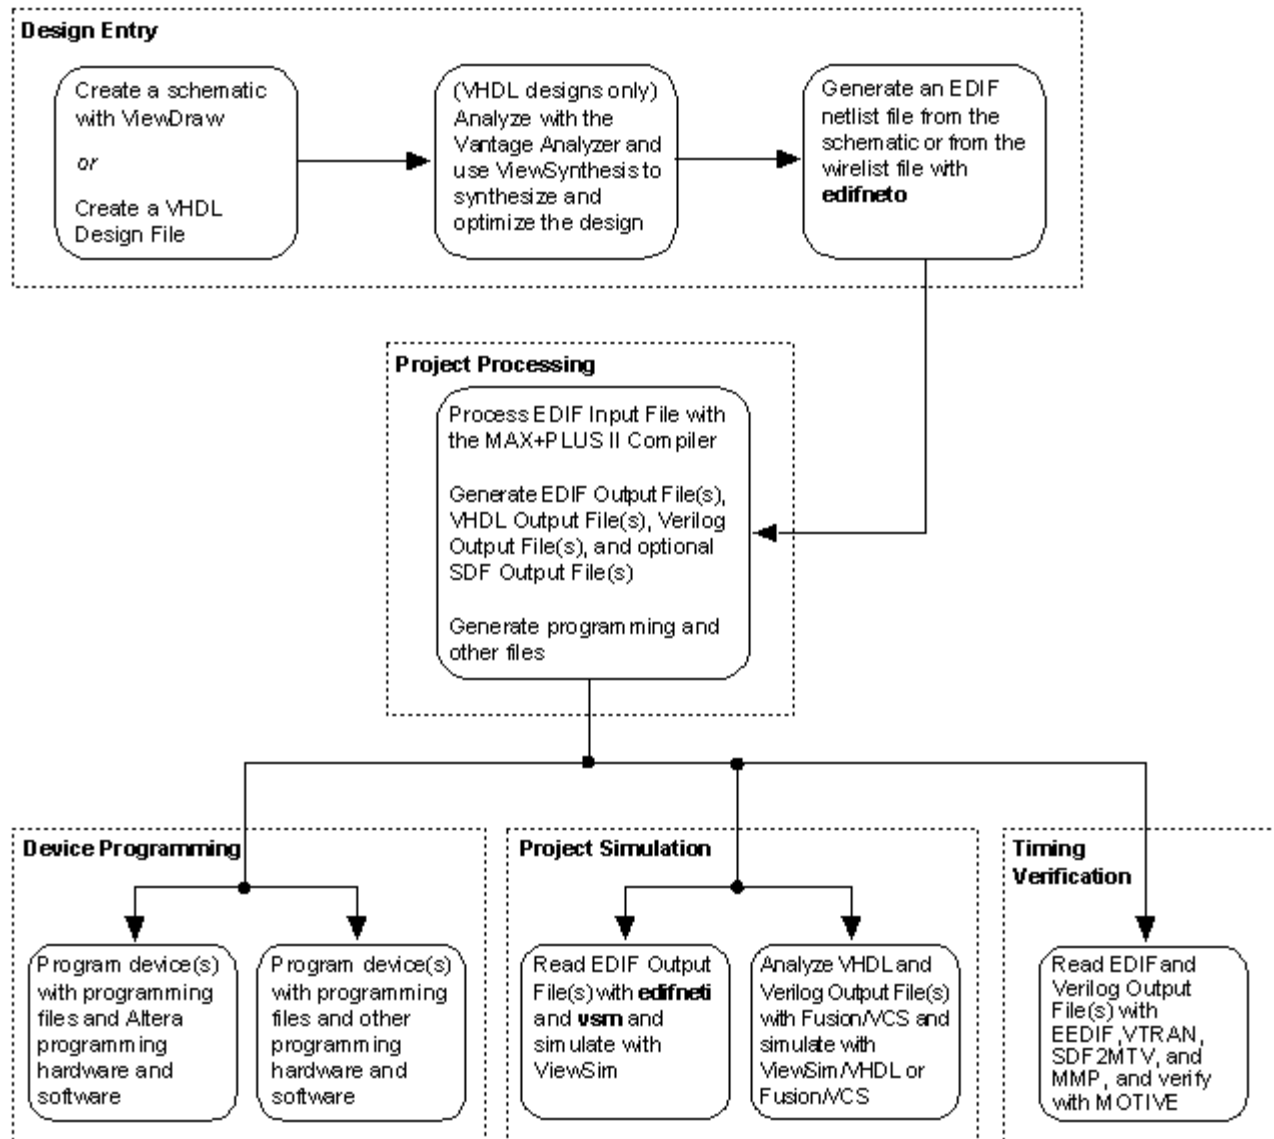 Design Entry
Create a schematic
with ViewDraw
or
Create a VHDL
Design File
(VHDL designs only)
Analyze with the
Vantage Analyzer and
use ViewSynthesis to
synthesize and
optimize the design
Generate an EDIF
netlist file from the
schematic or from the
wirelist file with
edifneto
Project Processing
Process EDIF Input File with
the MAX+PLUS II Compiler
Generate EDIF Output File(s),
VHDL Output File(s), Verilog
Output File(s), and optional
SDF Output File(s)
Generate programming and
other files
Device Programming
Program device(s)
with programming
files and Altera
programming
hardware and
software
Program device(s)
with programming
files and other
programming
hardware and
software
Project Simulation
Read EDIF Output
File(s) with edifneti
and vsm and
simulate with
ViewSim
Analyze VHDL and
Verilog Output File(s)
with Fusion/VCS and
simulate with
ViewSim/VHDL or
Fusion/VCS
Timing
Verification
Read EDIF and
Verilog Output
File(s) with
EEDIF, VTRAN,
SDF2MTV, and
MMP, and verify
with MOTIVE